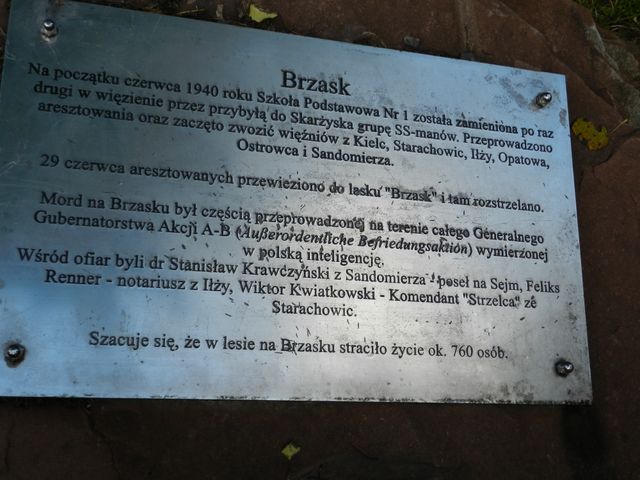 Brzask
Na początku czerwca 1940 roku Szkoła Podstawowa Nr 1 została zamieniona po raz
drugi w więzienie przez przybyłą do Skarżyska grupę SS-manów. Przeprowadzono
aresztowania oraz zaczęto zwozić więźniów z Kielc, Starachowic, Iłży, Opatowa,
Ostrowca i Sandomierza.
29 czerwca aresztowanych przewieziono do lasku "Brzask" i tam rozstrzelano.
Mord na Brzasku był częścią przeprowadzonej na terenie całego Generalnego
Gubernatorstwa Akcji A-B (Außerordentliche Befriedungsaktion) wymierzonej
w polską inteligencję.
Wśród ofiar byli dr Stanisław Krawczyński z Sandomierza - poseł na Sejm, Feliks
Renner - notariusz z Iłży, Wiktor Kwiatkowski - Komendant "Strzelca" ze
Starachowic.
Szacuje się, że w lesie na Brzasku straciło życie ok. 760 osób.